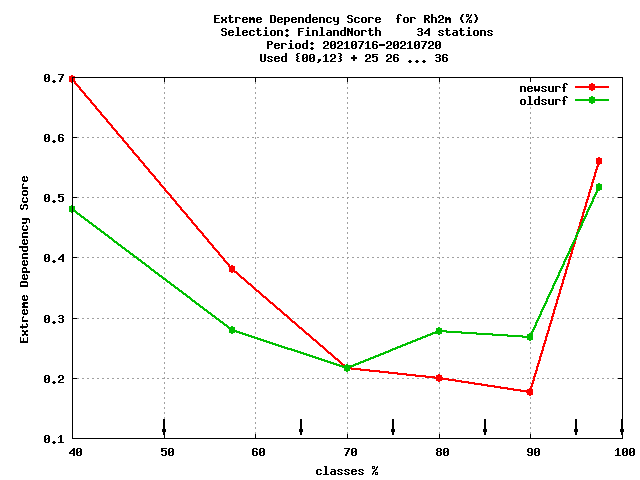 Extreme Dependency Score  for Rh2m (%)
Selection: FinlandNorth     34 stations
Period: 20210716-20210720
Used {00,12} + 25 26 ... 36
newsurf
oldsurf
Extreme Dependency Score
0.7
0.6
0.5
0.4
0.3
0.2
0.1
40 50 60 70 80 90 100
classes %